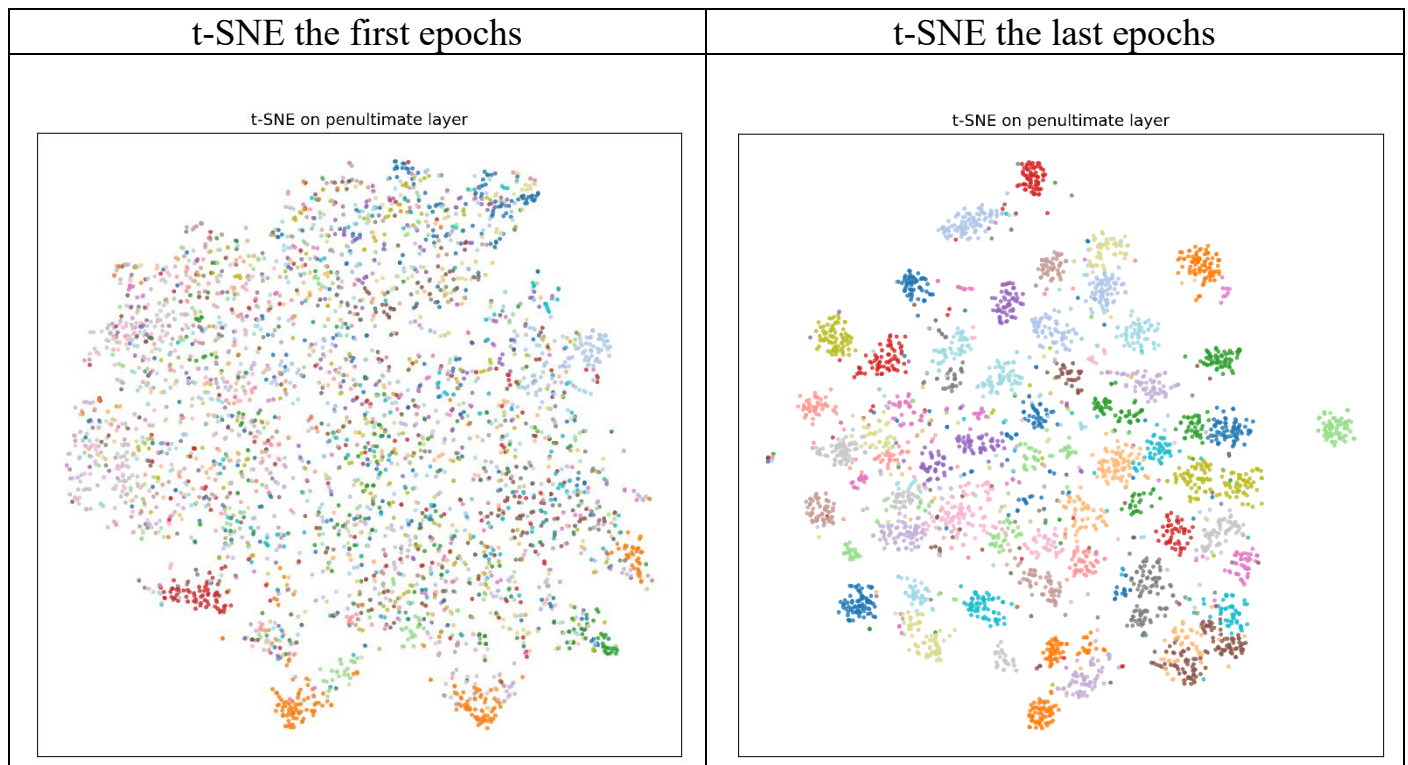 t-SNE the first epochs
t-SNE the last epochs
t-SNE on penultimate layer
t-SNE on penultimate layer